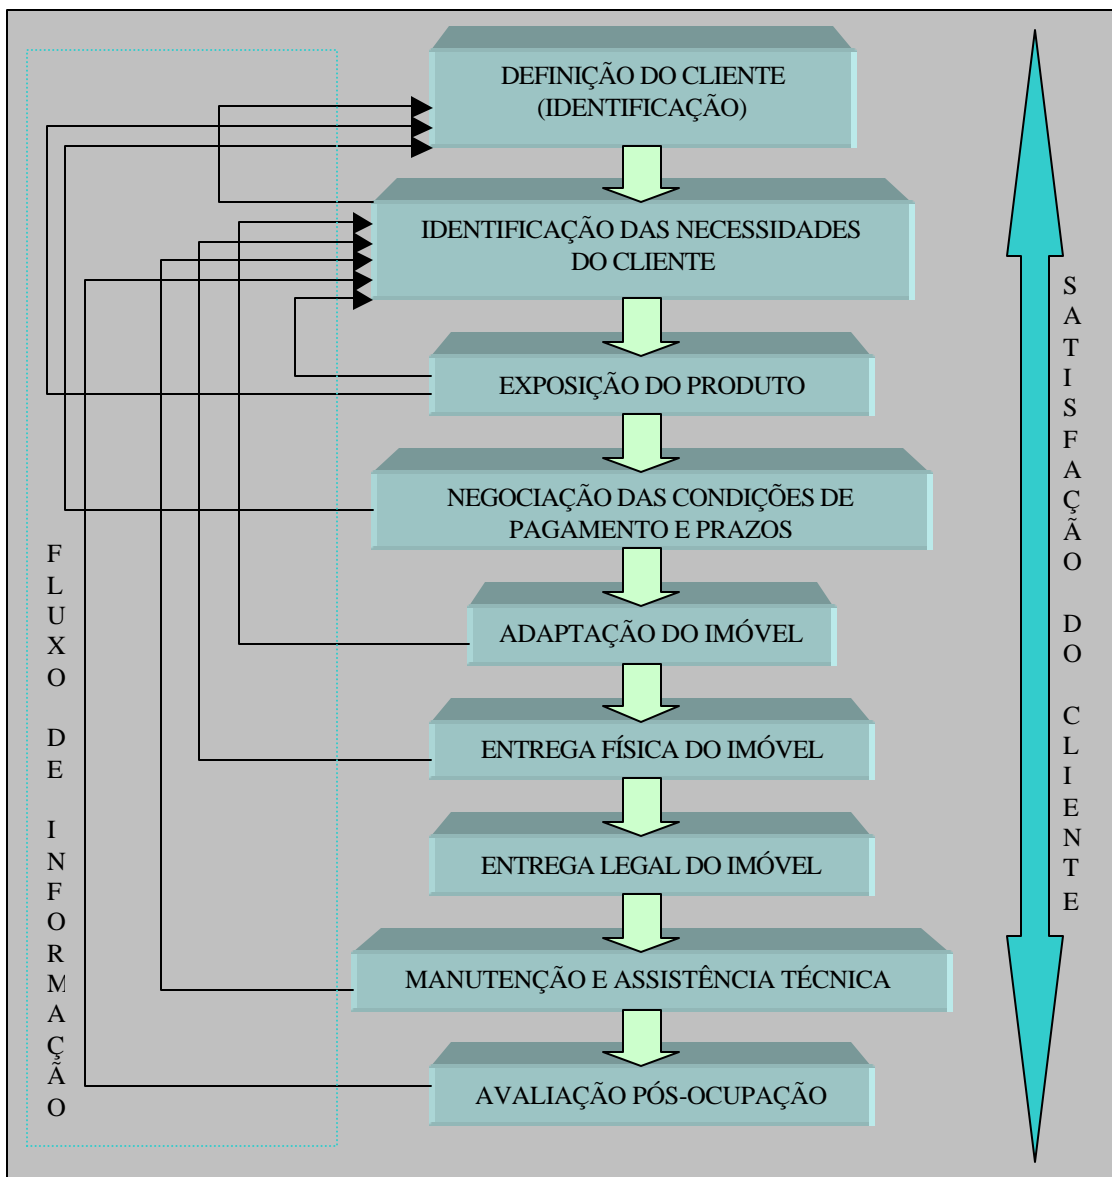 DEFINIÇÃO DO CLIENTE
(IDENTIFICAÇÃO)
IDENTIFICAÇÃO DAS NECESSIDADES
DO CLIENTE
EXPOSIÇÃO DO PRODUTO
NEGOCIAÇÃO DAS CONDIÇÕES DE
PAGAMENTO E PRAZOS
ADAPTAÇÃO DO IMÓVEL
ENTREGA FÍSICA DO IMÓVEL
ENTREGA LEGAL DO IMÓVEL
MANUTENÇÃO E ASSISTÊNCIA TÉCNICA
AVALIAÇÃO PÓS-OCUPAÇÃO
FLUXO DE INFORMAÇÃO
SATISFAÇÃO DO CLIENTE